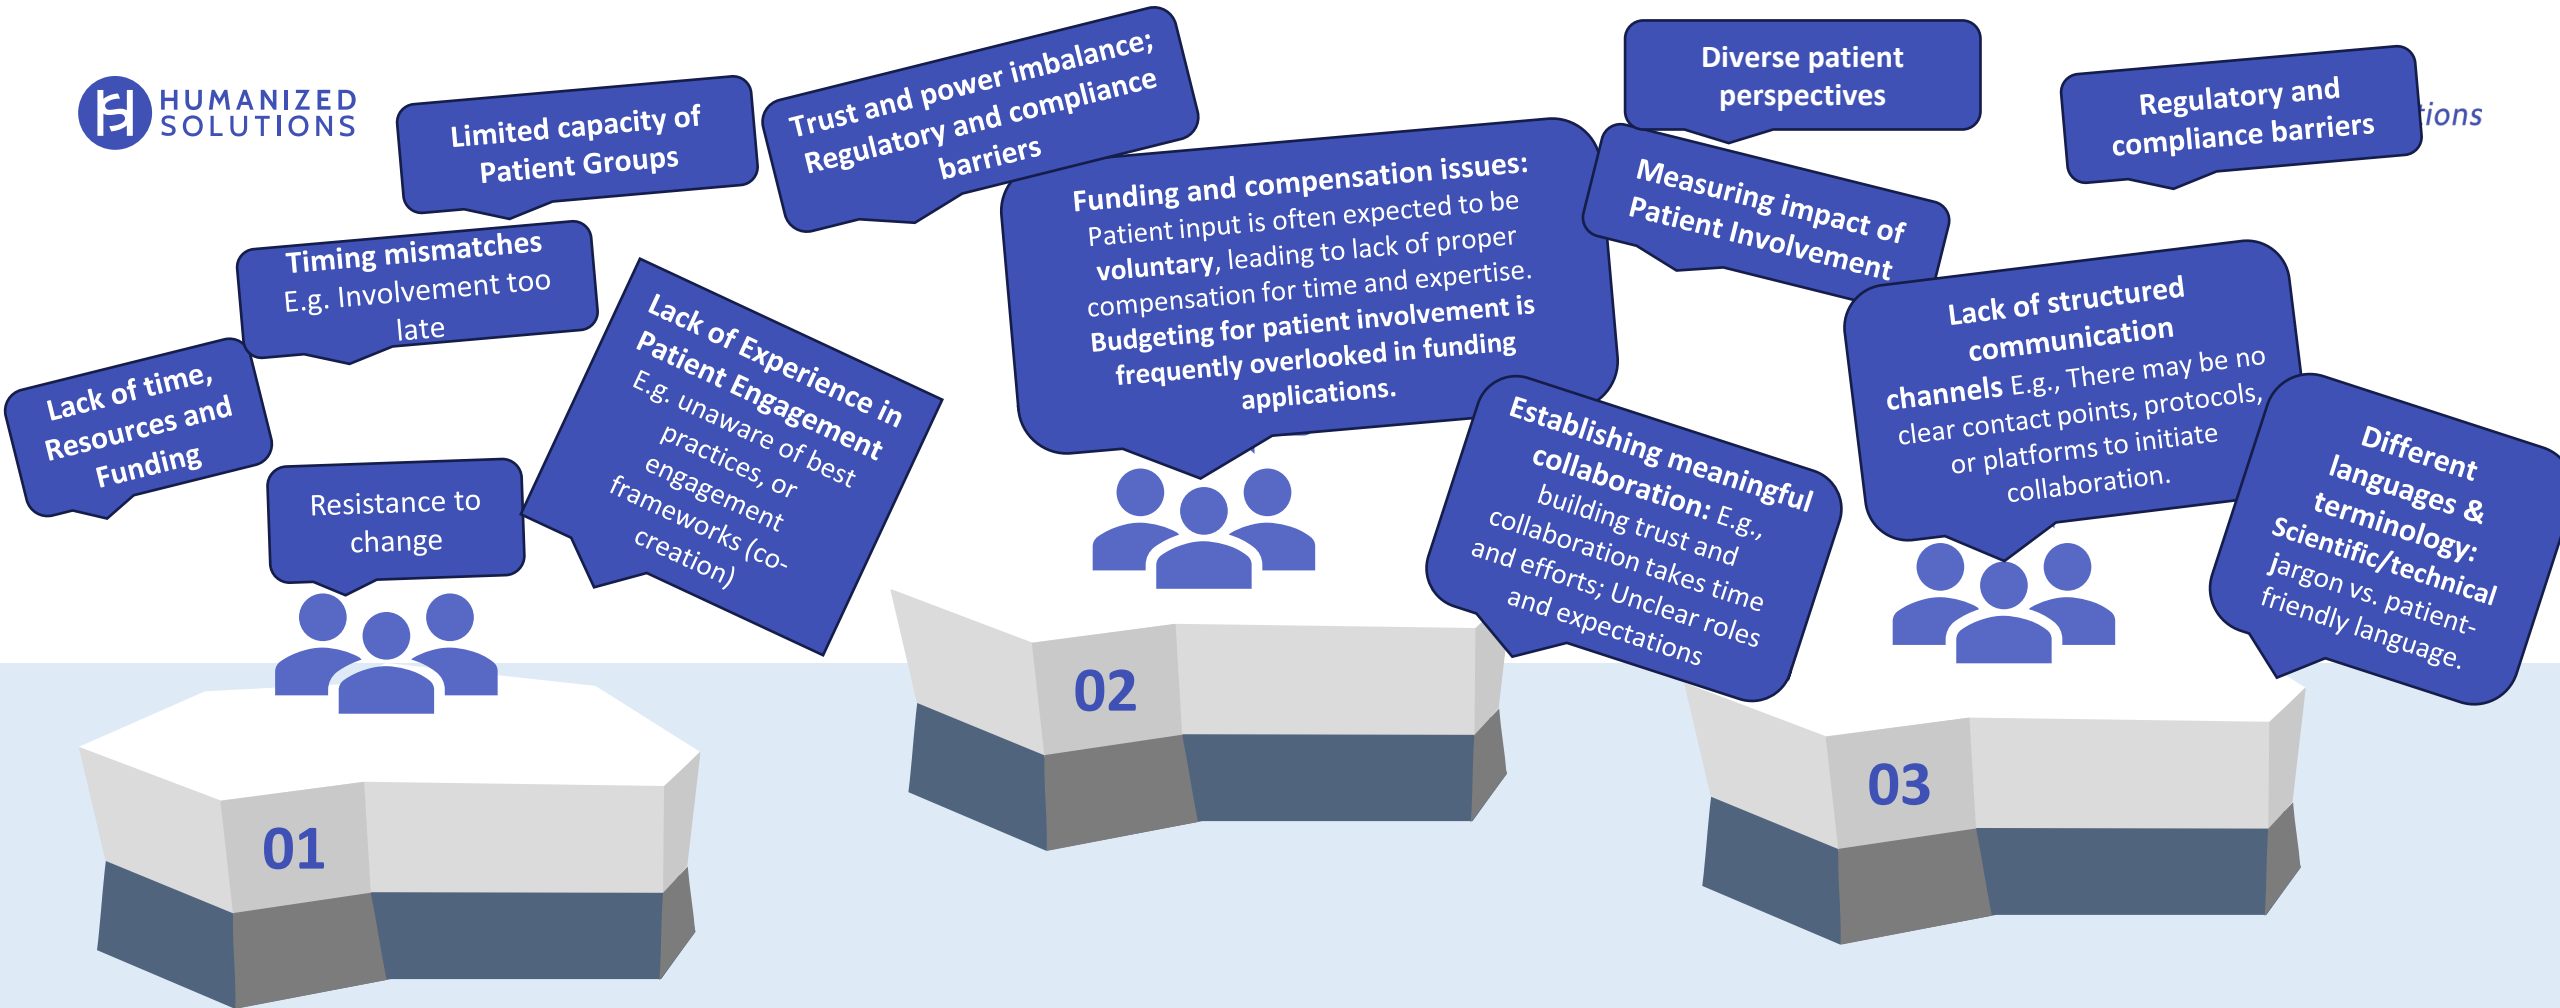 HUMANIZED
SOLUTIONS
Limited capacity of
Patient Groups
Trust and power imbalance;
Regulatory and compliance
barriers
Diverse patient
perspectives
Regulatory and
compliance barriers
Timing mismatches
E.g. Involvement too
late
Lack of time,
Resources and
Funding
Resistance to
change
Lack of Experience in
Patient Engagement
E.g. unaware of best
practices, or
engagement
frameworks (co-
creation)
Funding and compensation issues:
Patient input is often expected to be
voluntary, leading to lack of proper
compensation for time and expertise.
Budgeting for patient involvement is
frequently overlooked in funding
applications.
Measuring impact of
Patient Involvement
Establishing meaningful
collaboration: E.g.,
building trust and
collaboration takes time
and efforts; Unclear roles
and expectations
Lack of structured
communication
channels E.g., There may be no
clear contact points, protocols,
or platforms to initiate
collaboration.
Different
languages &
terminology:
Scientific/technical
jargon vs. patient-
friendly language.
01
02
03